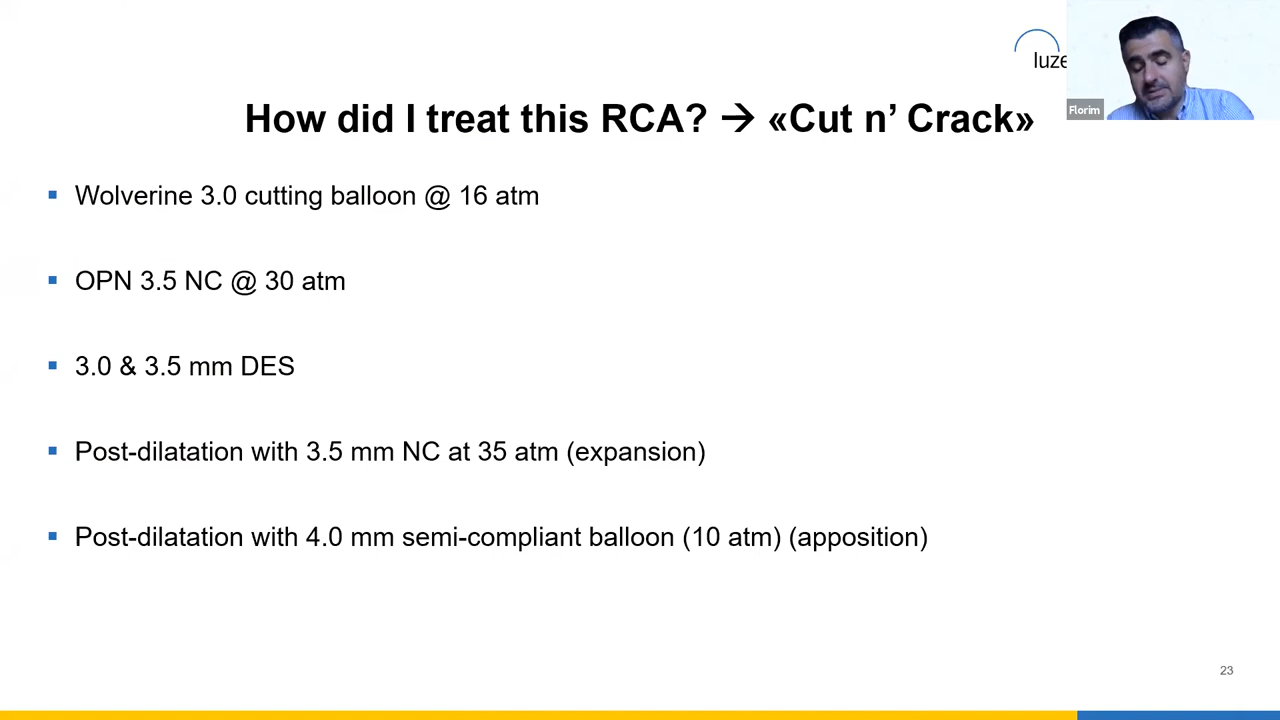 luze
Florim
How did I treat this RCA? → «Cut n’ Crack»
▪ Wolverine 3.0 cutting balloon @ 16 atm
▪ OPN 3.5 NC @ 30 atm
▪ 3.0 & 3.5 mm DES
▪ Post-dilatation with 3.5 mm NC at 35 atm (expansion)
▪ Post-dilatation with 4.0 mm semi-compliant balloon (10 atm) (apposition)
23